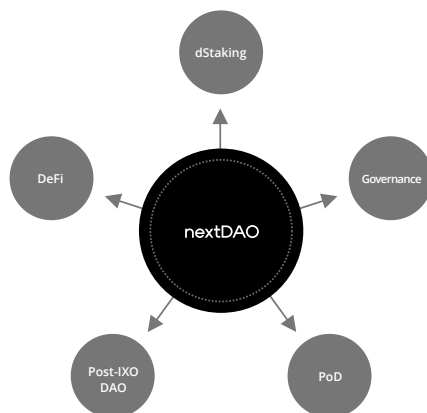 dStaking
DeFi
Governance
nextDAO
Post-IXO
DAO
PoD